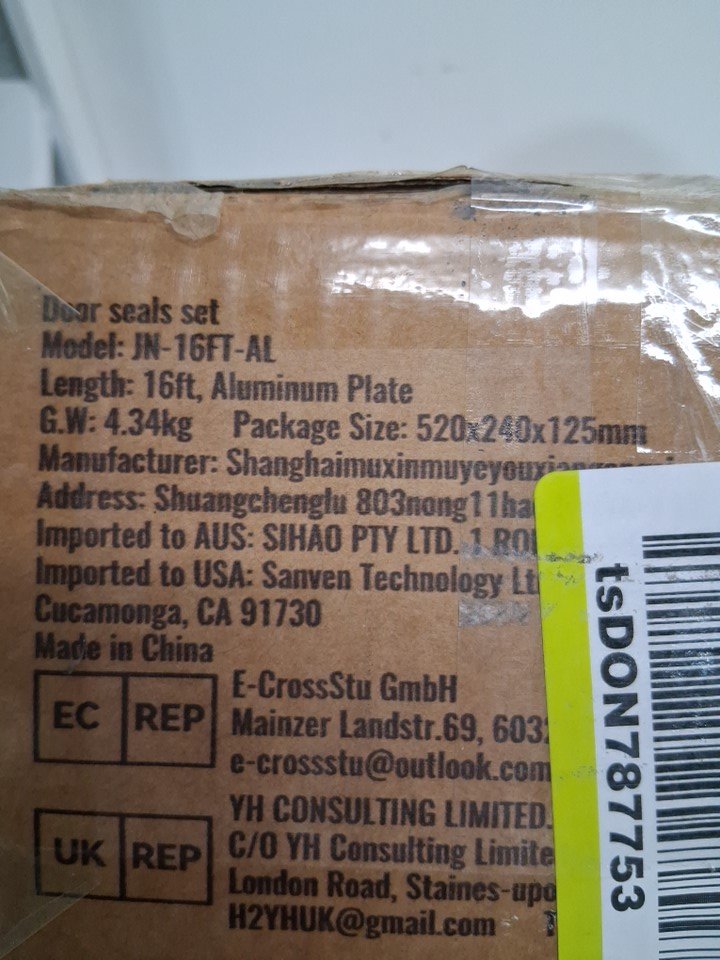 Door seals set
Model: JN-16FT-AL
Length: 16ft, Aluminum Plate
G.W: 4.34kg Package Size: 520x240x125mm
Manufacturer:
Address: Shuangchenglu
Imported to AUS: SIHAO PTY LTD. 1
Imported to USA: Sanven Technology
Cucamonga, CA 91730
Made in China
EC REP
E-CrossStu GmbH
Mainzer Landstr.69,
e-crossstu@outlook.com
UK REP
YH CONSULTING LIMITED.
C/O YH Consulting
London Road,
H2YHUK@gmail.com
tsDON787753